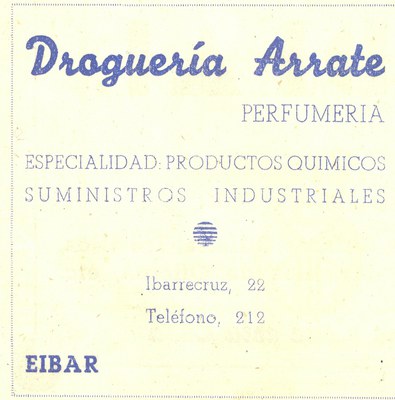 Droguería Arrate
PERFUMERIA
ESPECIALIDAD: PRODUCTOS QUIMICOS
SUMINISTROS INDUSTRIALES
Ibarrecruz, 22
Teléfono, 212
EIBAR